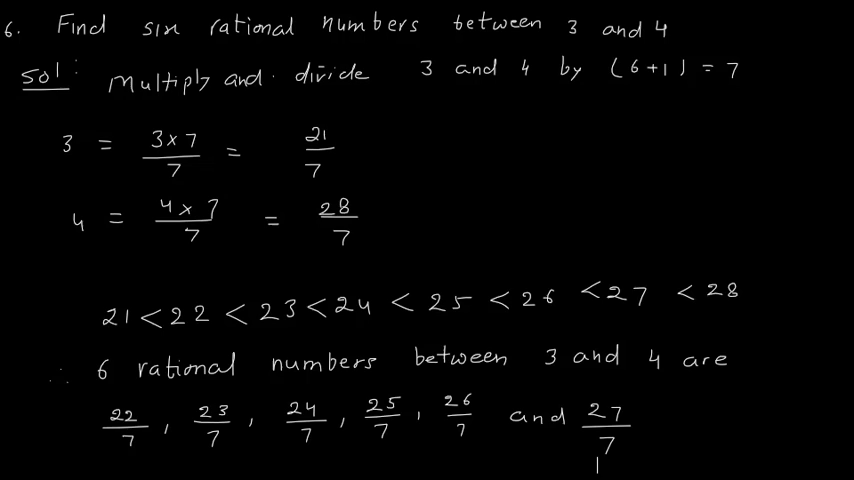 6. Find six rational numbers between 3 and 4
Sol: Multiply and divide 3 and 4 by (6+1) = 7
3 = 3×7/7 = 21/7
4 = 4×7/7 = 28/7
21 < 22 < 23 < 24 < 25 < 26 < 27 < 28
∴ 6 rational numbers between 3 and 4 are
22/7, 23/7, 24/7, 25/7, 26/7 and 27/7